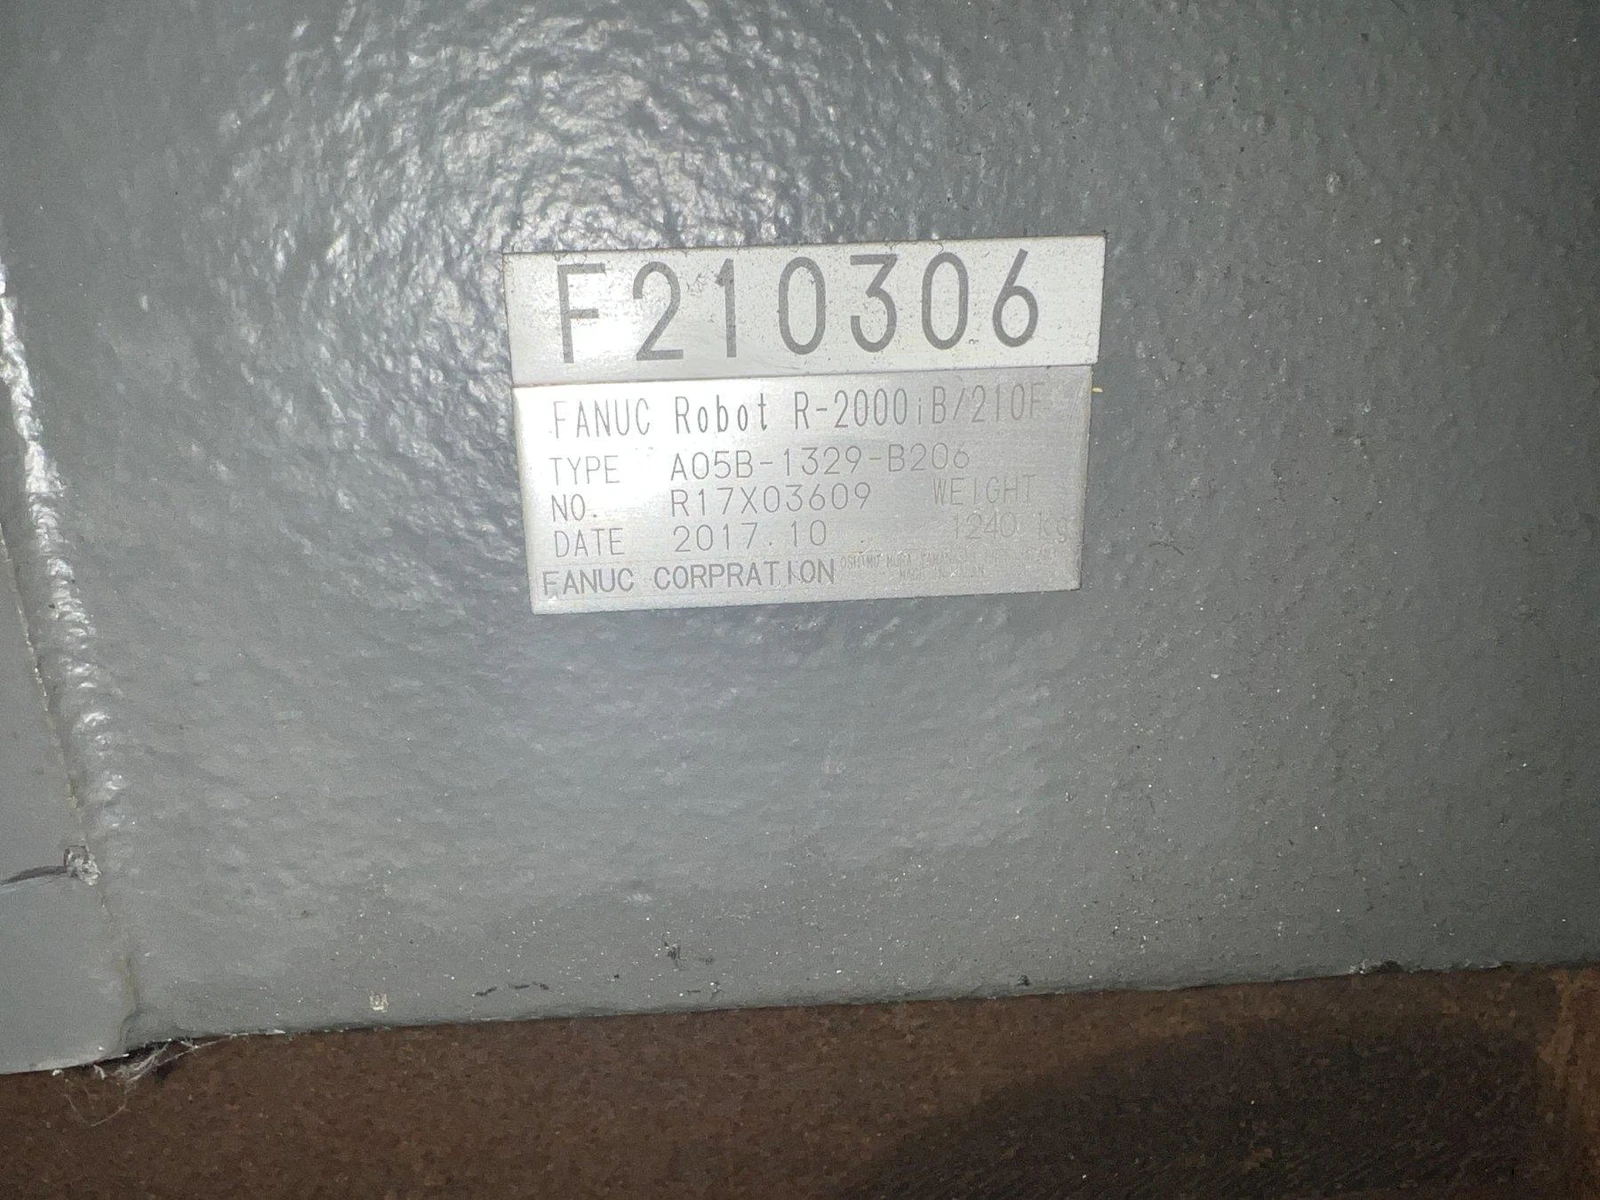 F210306
FANUC Robot R-2000iB/210F
TYPE A05B-1329-B206
NO. R17X03609 WEIGHT
DATE 2017.10 1240 kg
FANUC CORPRATION